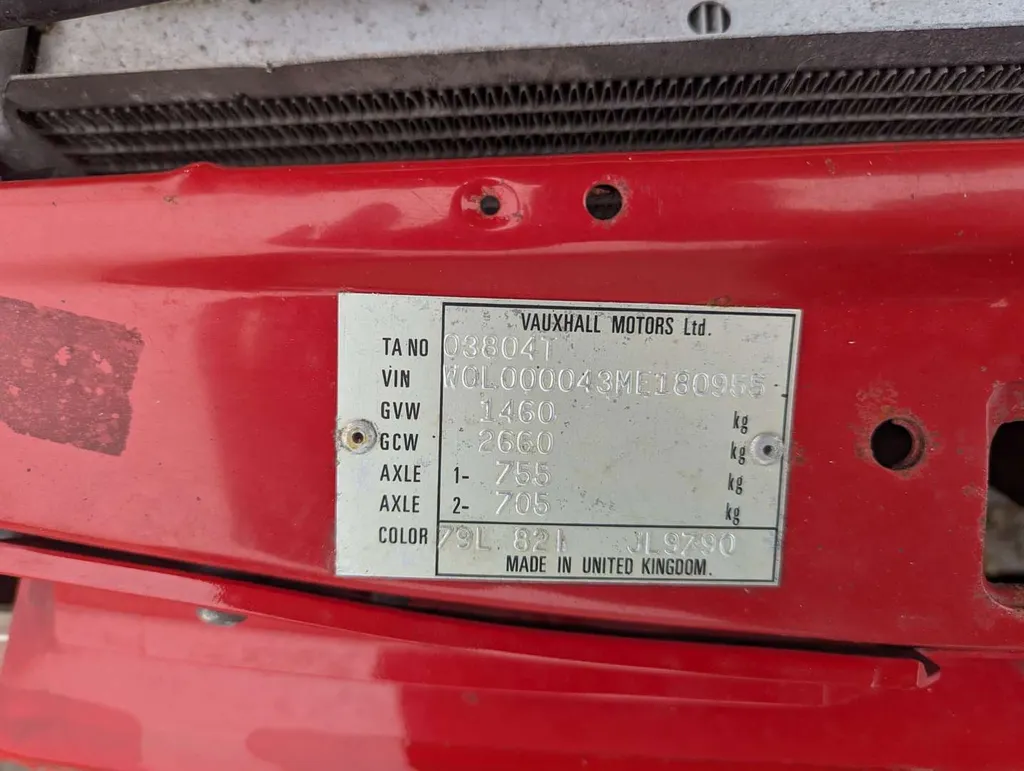 VAUXHALL MOTORS Ltd.
TA NO 03804T
VIN W0L000043ME180955
GVW 1460 kg
GCW 2660 kg
AXLE 1- 755 kg
AXLE 2- 705 kg
COLOR 79L 821 JL9790
MADE IN UNITED KINGDOM.